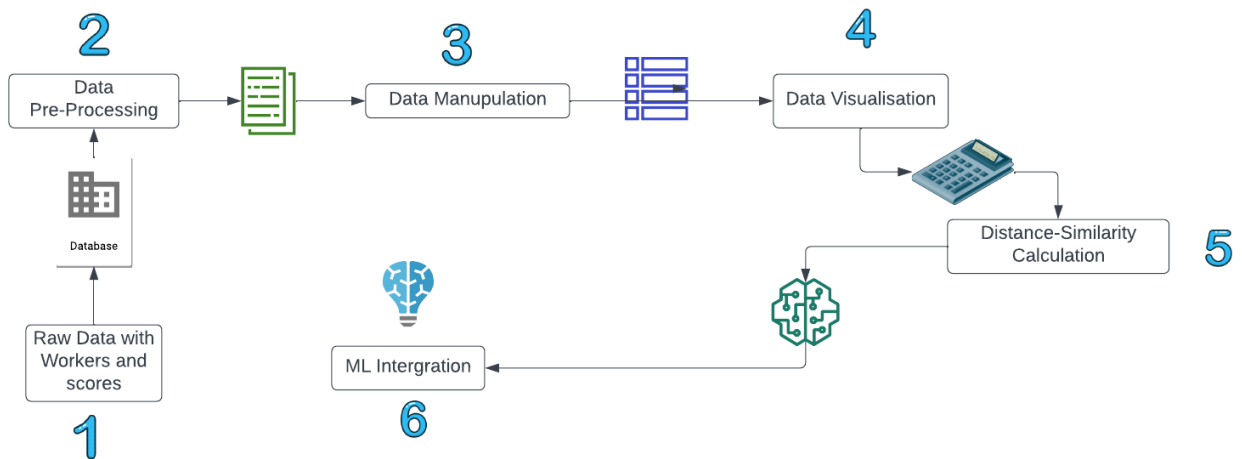 2
Data
Pre-Processing
3
Data Manupulation
4
Data Visualisation
Database
Raw Data with
Workers and
scores
1
Distance-Similarity
Calculation
5
ML Intergration
6